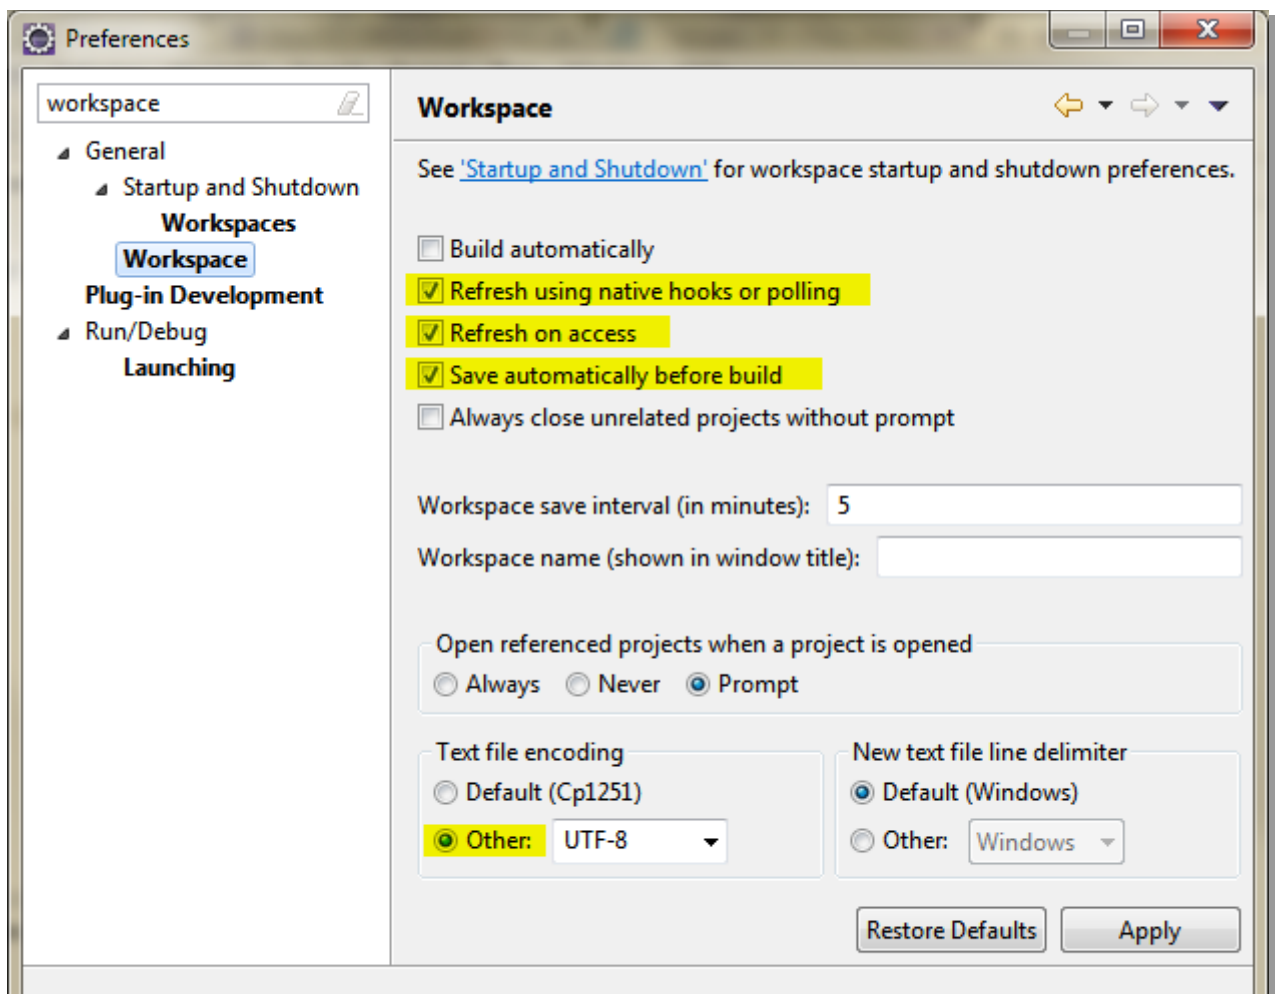 Preferences
workspace
General
Startup and Shutdown
Workspaces
Workspace
Plug-in Development
Run/Debug
Launching
Workspace
See 'Startup and Shutdown' for workspace startup and shutdown preferences.
Build automatically
Refresh using native hooks or polling
Refresh on access
Save automatically before build
Always close unrelated projects without prompt
Workspace save interval (in minutes): 5
Workspace name (shown in window title):
Open referenced projects when a project is opened
Always Never Prompt
Text file encoding
Default (Cp1251)
Other: UTF-8
New text file line delimiter
Default (Windows)
Other: Windows
Restore Defaults Apply